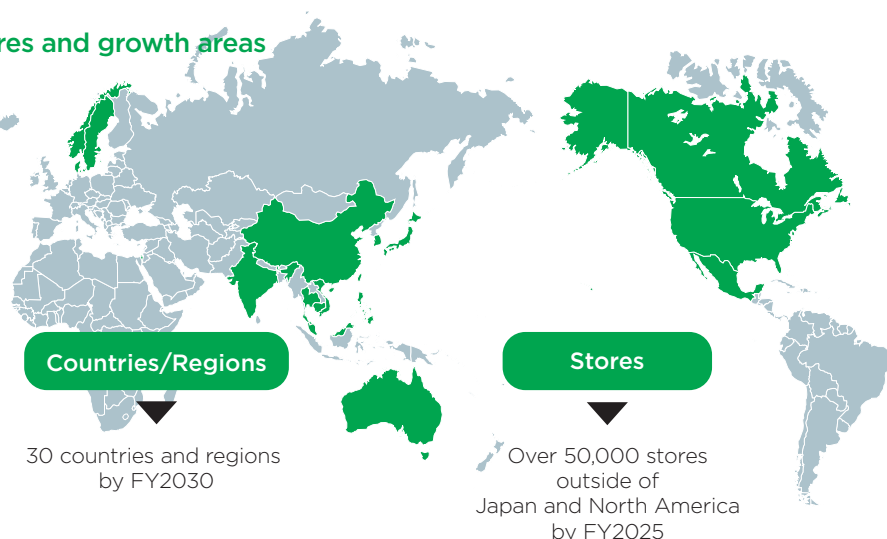 and growth areas
Countries/Regions
30 countries and regions
by FY2030
Stores
Over 50,000 stores
outside of
Japan and North America
by FY2025